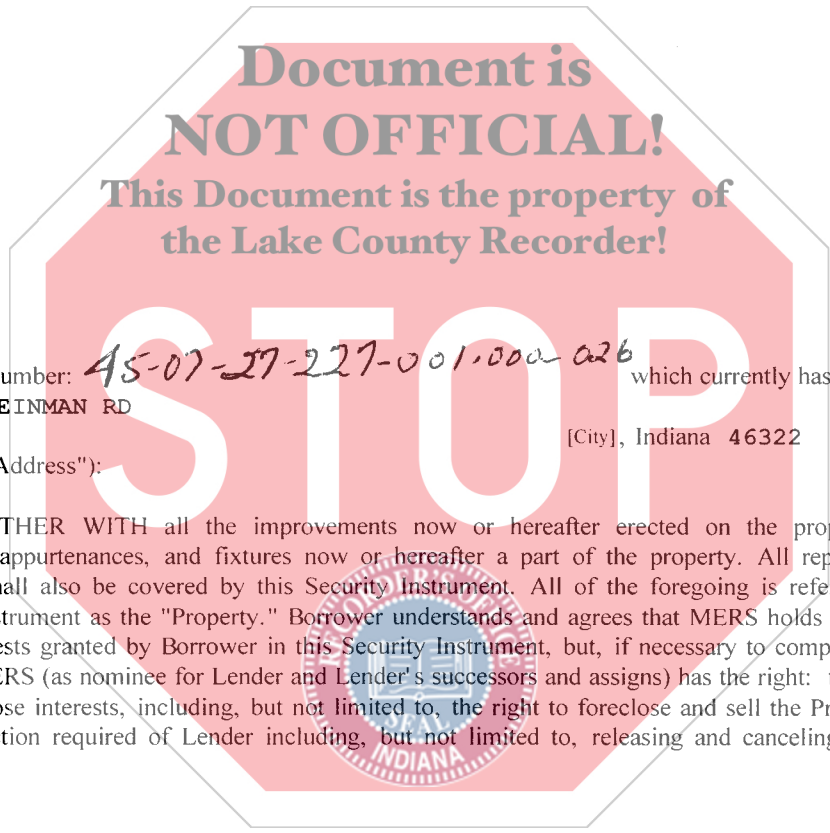 Document is
NOT OFFICIAL!
This Document is the property of
the Lake County Recorder!
STOP
umber: 45-07-27-227-001.000-026 which currently has
EINMAN RD
[City], Indiana 46322
Address"):
THER WITH all the improvements now or hereafter erected on the prop
appurtenances, and fixtures now or hereafter a part of the property. All rep
all also be covered by this Security Instrument. All of the foregoing is refe
strument as the "Property." Borrower understands and agrees that MERS holds
ests granted by Borrower in this Security Instrument, but, if necessary to comp
ERS (as nominee for Lender and Lender's successors and assigns) has the right:
ose interests, including, but not limited to, the right to foreclose and sell the Pr
tion required of Lender including, but not limited to, releasing and canceling
RECORDER'S OFFICE
SEAL
INDIANA